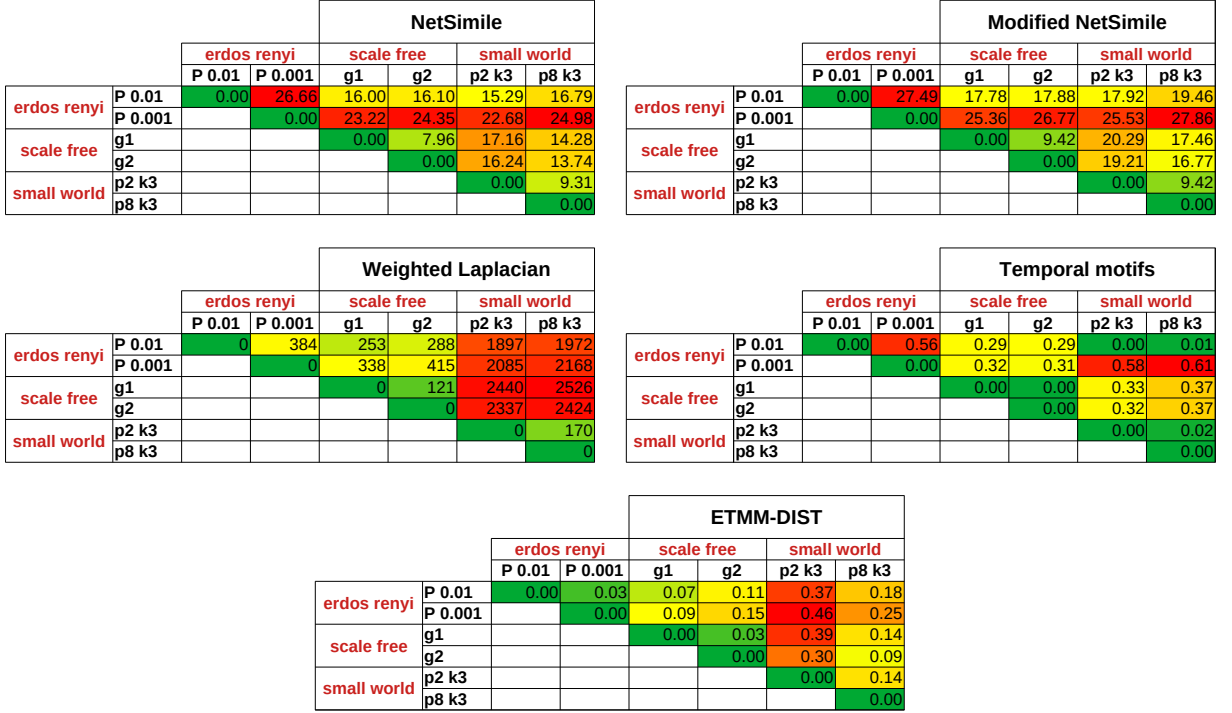 NetSimile
erdos renyi scale free small world
P 0.01 P 0.001 g1 g2 p2 k3 p8 k3
erdos renyi P 0.01 0.00 26.66 16.00 16.10 15.29 16.79
P 0.001 0.00 23.22 24.35 22.68 24.98
scale free g1 0.00 7.96 17.16 14.28
g2 0.00 16.24 13.74
small world p2 k3 0.00 9.31
p8 k3 0.00
Modified NetSimile
erdos renyi scale free small world
P 0.01 P 0.001 g1 g2 p2 k3 p8 k3
erdos renyi P 0.01 0.00 27.49 17.78 17.88 17.92 19.46
P 0.001 0.00 25.36 26.77 25.53 27.86
scale free g1 0.00 9.42 20.29 17.46
g2 0.00 19.21 16.77
small world p2 k3 0.00 9.42
p8 k3 0.00
Weighted Laplacian
erdos renyi scale free small world
P 0.01 P 0.001 g1 g2 p2 k3 p8 k3
erdos renyi P 0.01 0 384 253 288 1897 1972
P 0.001 0 338 415 2085 2168
scale free g1 0 121 2440 2526
g2 0 2337 2424
small world p2 k3 0 170
p8 k3 0
Temporal motifs
erdos renyi scale free small world
P 0.01 P 0.001 g1 g2 p2 k3 p8 k3
erdos renyi P 0.01 0.00 0.56 0.29 0.29 0.00 0.01
P 0.001 0.00 0.32 0.31 0.58 0.61
scale free g1 0.00 0.00 0.33 0.37
g2 0.00 0.32 0.37
small world p2 k3 0.00 0.02
p8 k3 0.00
ETMM-DIST
erdos renyi scale free small world
P 0.01 P 0.001 g1 g2 p2 k3 p8 k3
erdos renyi P 0.01 0.00 0.03 0.07 0.11 0.37 0.18
P 0.001 0.00 0.09 0.15 0.46 0.25
scale free g1 0.00 0.03 0.39 0.14
g2 0.00 0.30 0.09
small world p2 k3 0.00 0.14
p8 k3 0.00